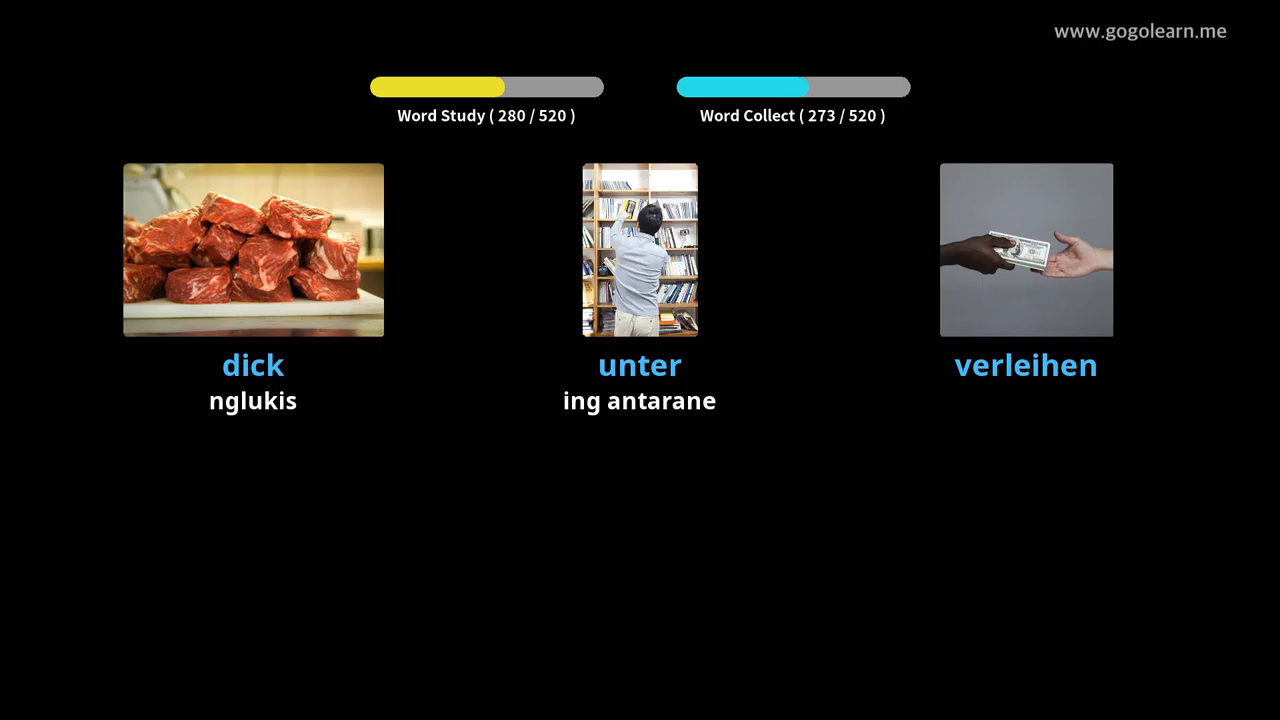 www.gogolearn.me
Word Study ( 280 / 520 )
Word Collect ( 273 / 520 )
dick
unter
verleihen
nglukis
ing antarane